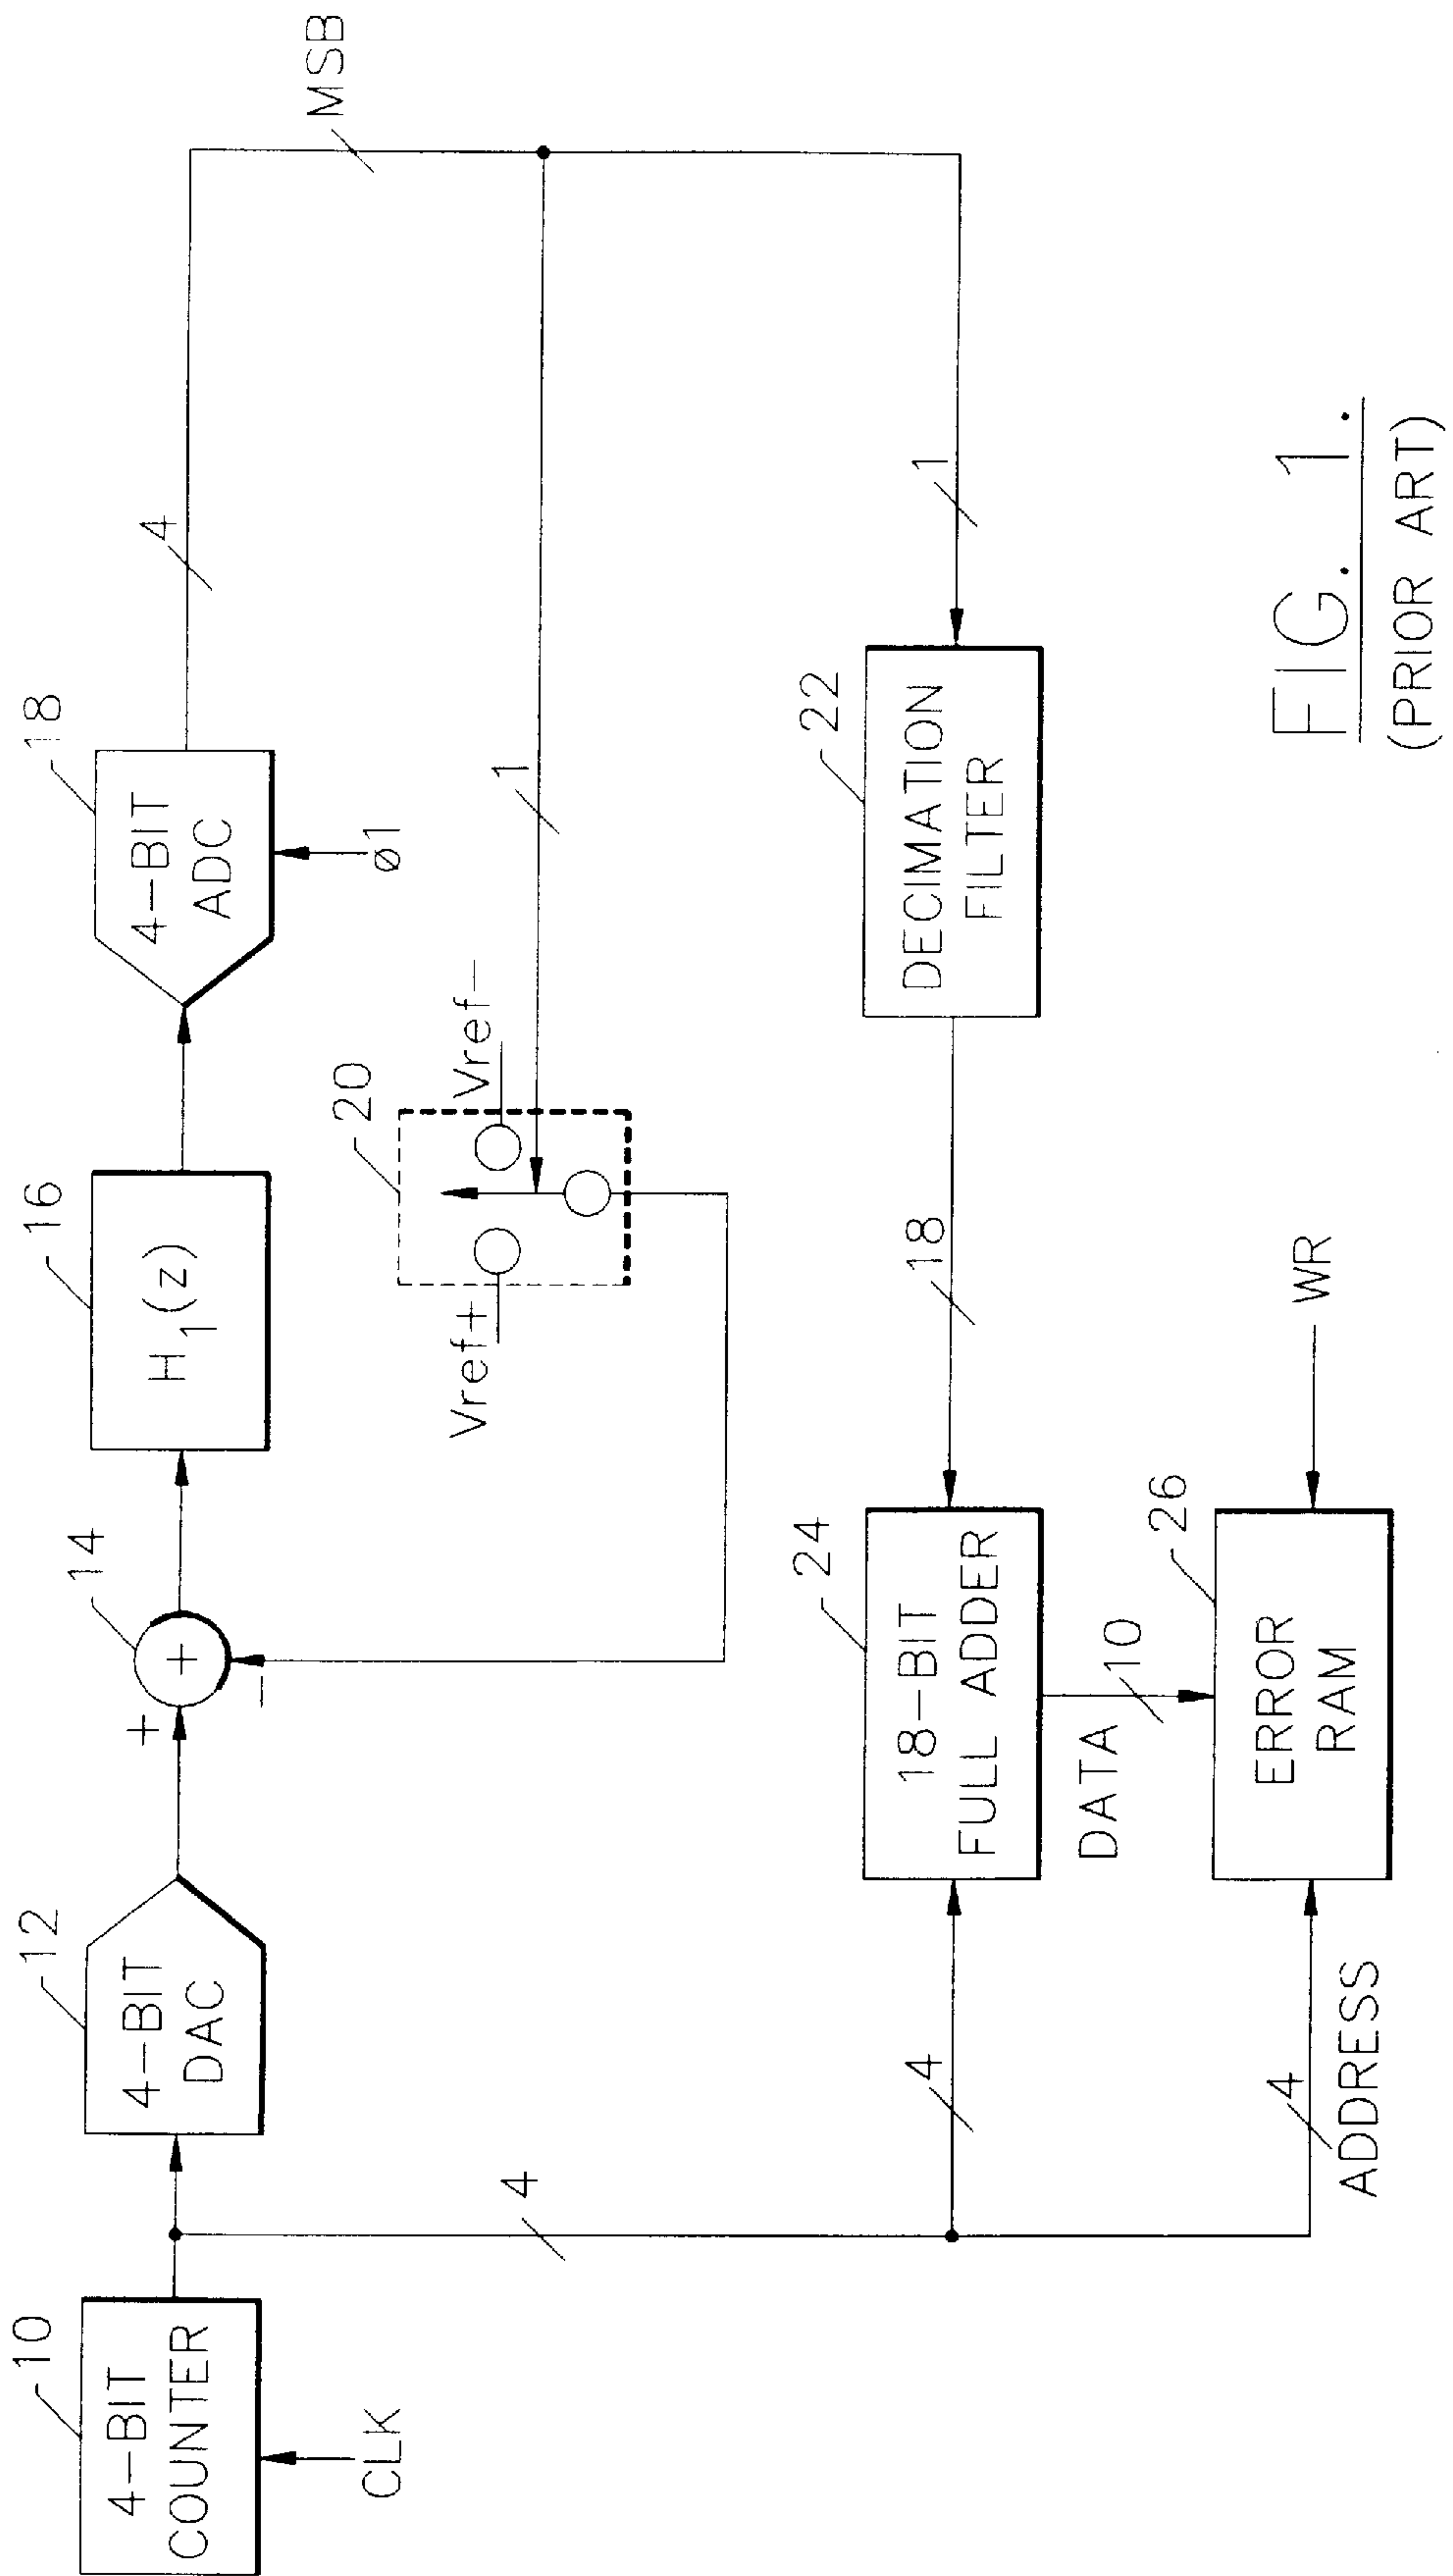 10
4-BIT
COUNTER
CLK
12
4-BIT
DAC
14
+
+
-
16
H1(z)
18
4-BIT
ADC
ø1
4
MSB
20
Vref+
Vref-
1
4
4
24
18-BIT
FULL ADDER
18
22
DECIMATION
FILTER
1
DATA
10
4
ADDRESS
26
ERROR
RAM
WR
FIG. 1.
(PRIOR ART)